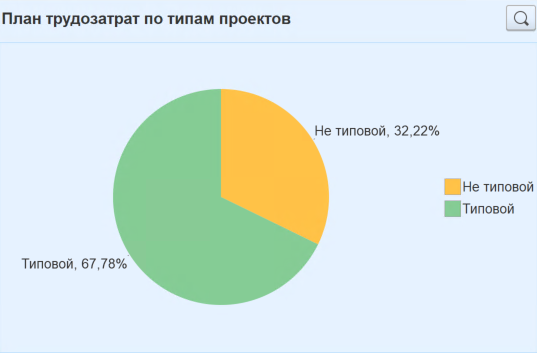 План трудозатрат по типам проектов
Не типовой, 32,22%
Не типовой
Типовой
Типовой, 67,78%